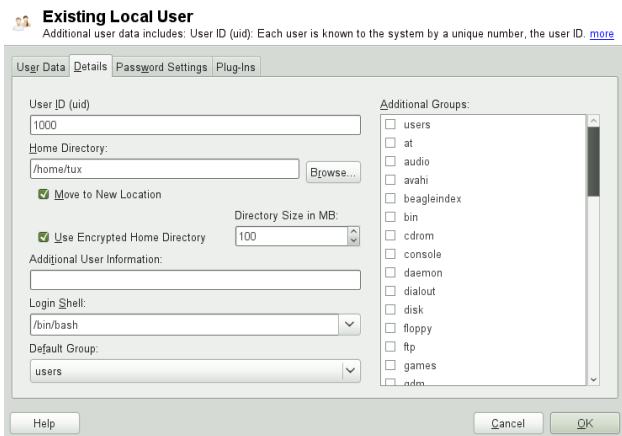 Existing Local User
Additional user data includes: User ID (uid): Each user is known to the system by a unique number, the user ID. more
User Data Details Password Settings Plug-Ins
User ID (uid)
1000
Home Directory:
/home/tux
Browse...
Move to New Location
Directory Size in MB:
Use Encrypted Home Directory
100
Additional User Information:
Login Shell:
/bin/bash
Default Group:
users
Additional Groups:
users
at
audio
avahi
beagleindex
bin
cdrom
console
daemon
dialout
disk
floppy
ftp
games
gdm
Help
Cancel
OK